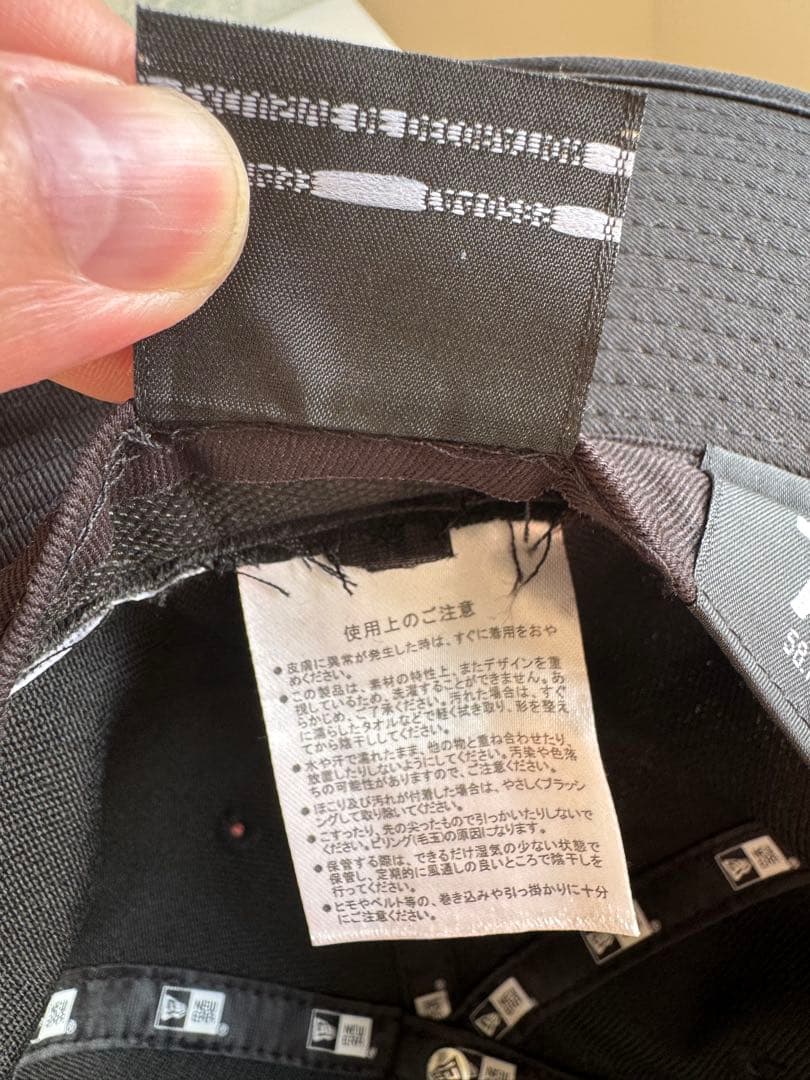 使用上のご注意
●皮膚に異常が発生した時は、すぐに着用をおや
めください。
●この製品は、素材の特性上、またデザインを重
視しているため、洗濯することができません。あ
らかじめ、ご了承ください。汚れた場合は、すぐ
に濡らしたタオルなどで軽く拭き取り、形を整え
てから陰干ししてください。
●水や汗で濡れたまま、他の物と重ね合わせたり、
放置したりしないようにしてください。汚染や色落
ちの可能性がありますので、ご注意ください。
●ほこり及び汚れが付着した場合は、やさしくブラッシ
ングして取り除いてください。
●こすったり、先の尖ったもので引っかいたりしないで
ください。ピリング(毛玉)の原因になります。
●保管する際は、できるだけ湿気の少ない状態で
保管し、定期的に風通しの良いところで陰干しを
行ってください。
●ヒモやベルト等の、巻き込みや引っ掛かりに十分
にご注意ください。
NEW ERA
NEW ERA